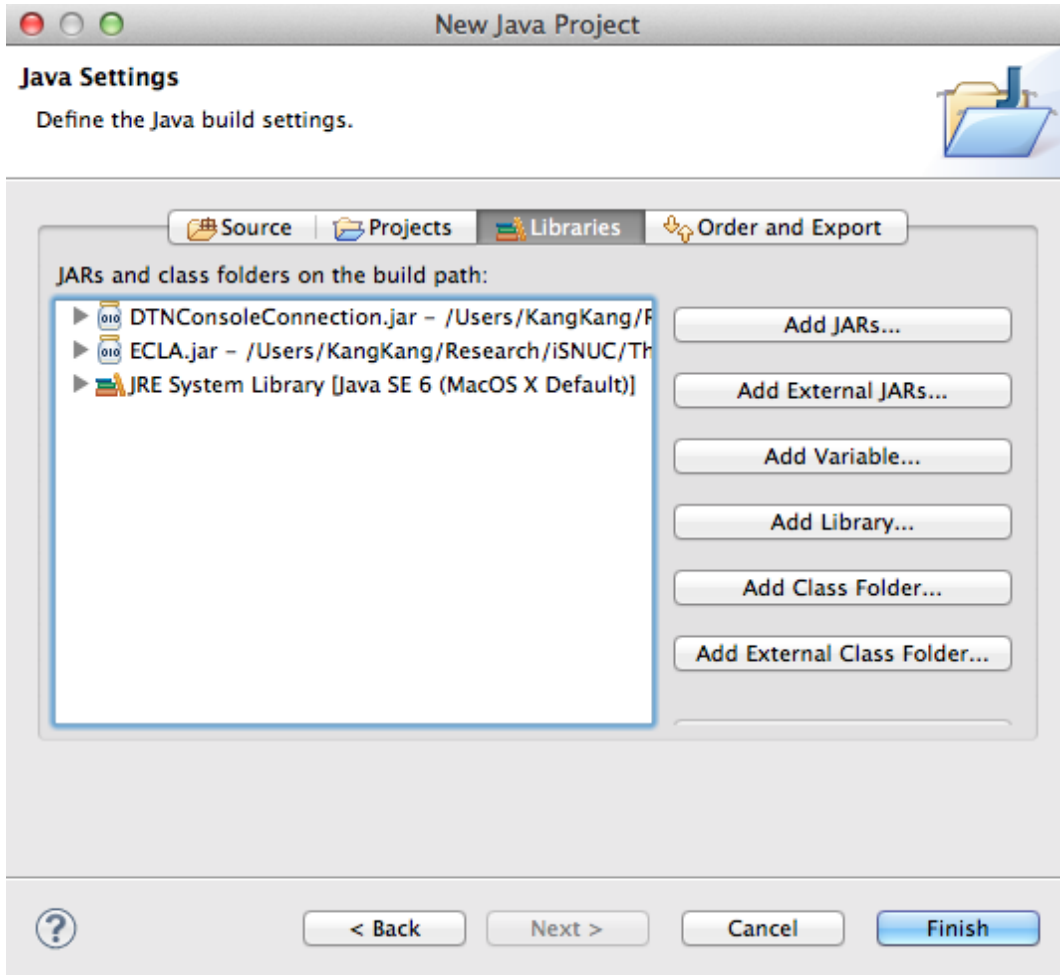 New Java Project
Java Settings
Define the Java build settings.
Source Projects Libraries Order and Export
JARs and class folders on the build path:
DTNConsoleConnection.jar – /Users/KangKang/
ECLA.jar – /Users/KangKang/Research/iSNUC/Th
JRE System Library [Java SE 6 (MacOS X Default)]
Add JARs...
Add External JARs...
Add Variable...
Add Library...
Add Class Folder...
Add External Class Folder...
? < Back Next > Cancel Finish